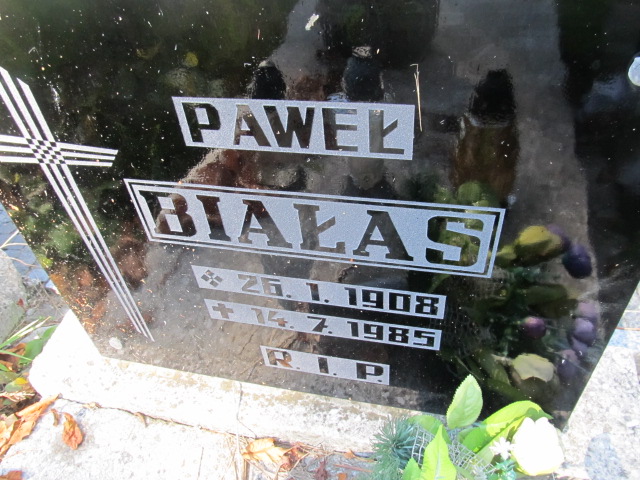 PAWEŁ
BIAŁAS
26. 1. 1908
14. 7. 1985
R. I. P.